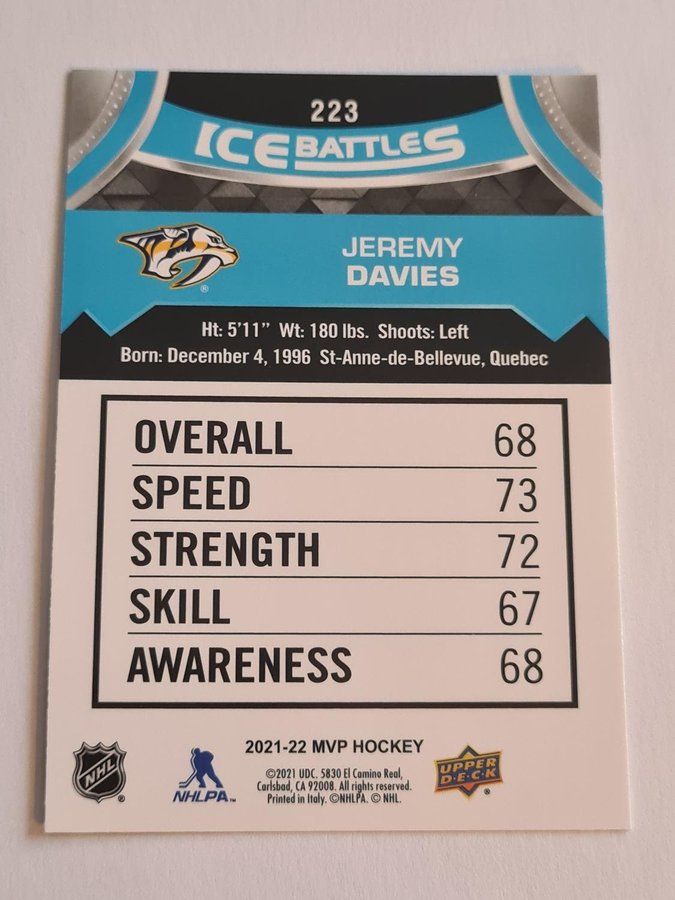 223
ICE BATTLES
JEREMY
DAVIES
Ht: 5'11" Wt: 180 lbs. Shoots: Left
Born: December 4, 1996 St-Anne-de-Bellevue, Quebec
OVERALL 68
SPEED 73
STRENGTH 72
SKILL 67
AWARENESS 68
2021-22 MVP HOCKEY
©2021 UDC. 5830 El Camino Real,
Carlsbad, CA 92008. All rights reserved.
Printed in Italy. ©NHLPA. © NHL.
NHL ®
NHLPA™
UPPER
D·E·C·K ®